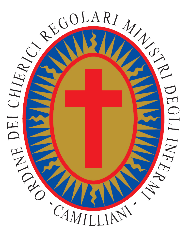 ORDINE DEI CHIERICI REGOLARI MINISTRI DEGLI INFERMI
- CAMILLIANI -